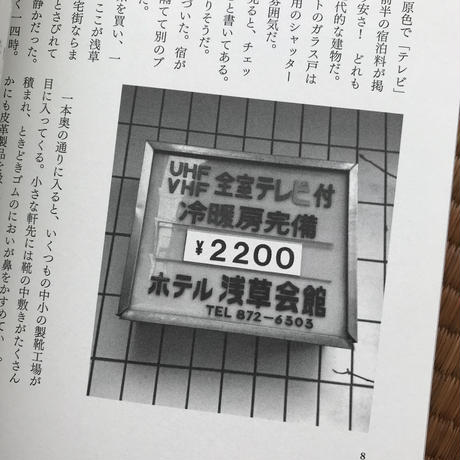 原色で「テレビ」
前半の宿泊料が掲
安さ！　どれも
代的な建物だ。
トのガラス戸は
用のシャッター
雰囲気だ。
見ると、チェッ
と書いてある。
りそうだ。
づいた。宿が
隔てて別のブ
だ。
を買い、一
ここが浅草
宅街ならま
とさびれて
静かだった。
く一四時。
一本奥の通りに入ると、いくつもの中小の製靴工場が
目に入ってくる。小さな軒先には靴の中敷きがたくさん
積まれ、ときどきゴムのにおいが鼻をかすめてい
かにも皮革製品を
UHF
VHF 全室テレビ付
冷暖房完備
¥2200
ホテル 浅草会館
TEL 872-6303
8